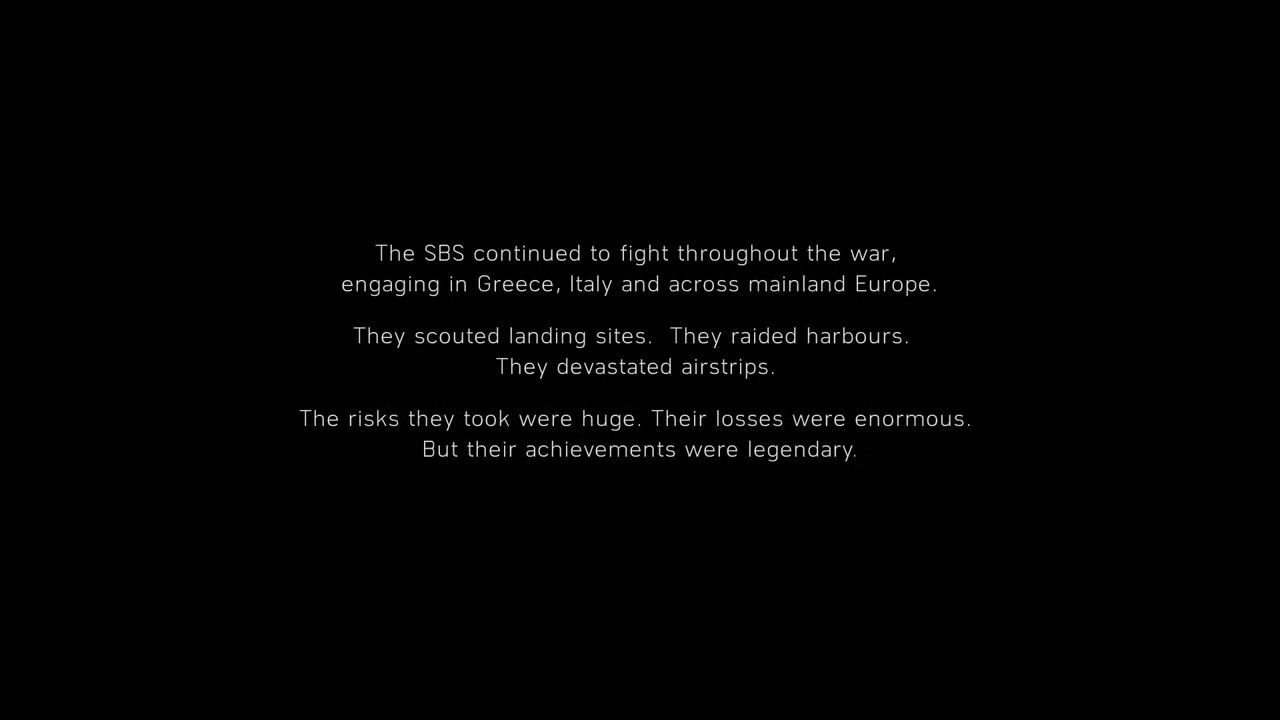 The SBS continued to fight throughout the war,
engaging in Greece, Italy and across mainland Europe.
They scouted landing sites.  They raided harbours.
They devastated airstrips.
The risks they took were huge. Their losses were enormous.
But their achievements were legendary.